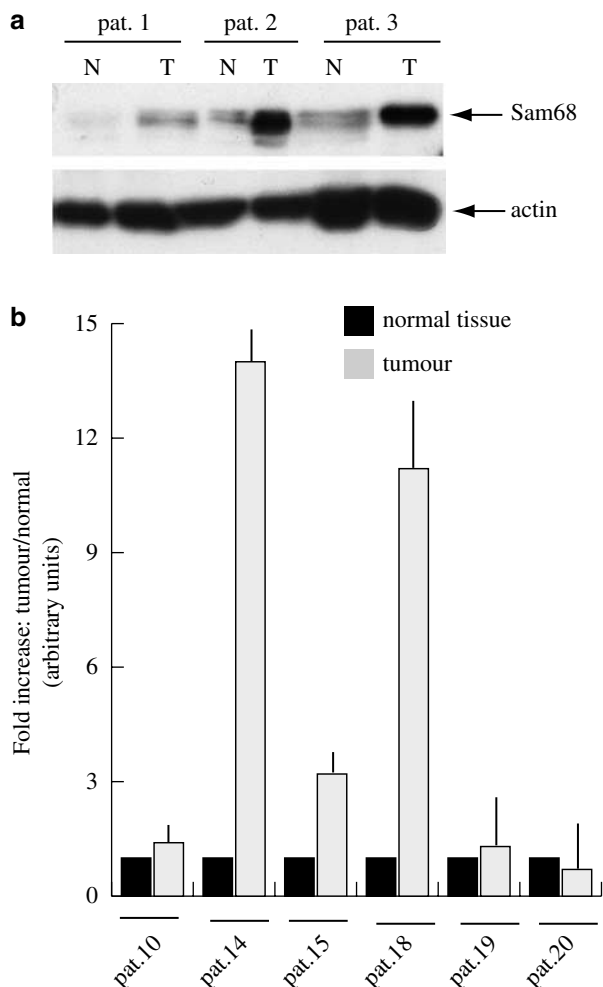 a
pat. 1 pat. 2 pat. 3
N T N T N T
Sam68
actin
b
normal tissue
tumour
Fold increase: tumour/normal
(arbitrary units)
15
12
9
6
3
0
pat.10 pat.14 pat.15 pat.18 pat.19 pat.20